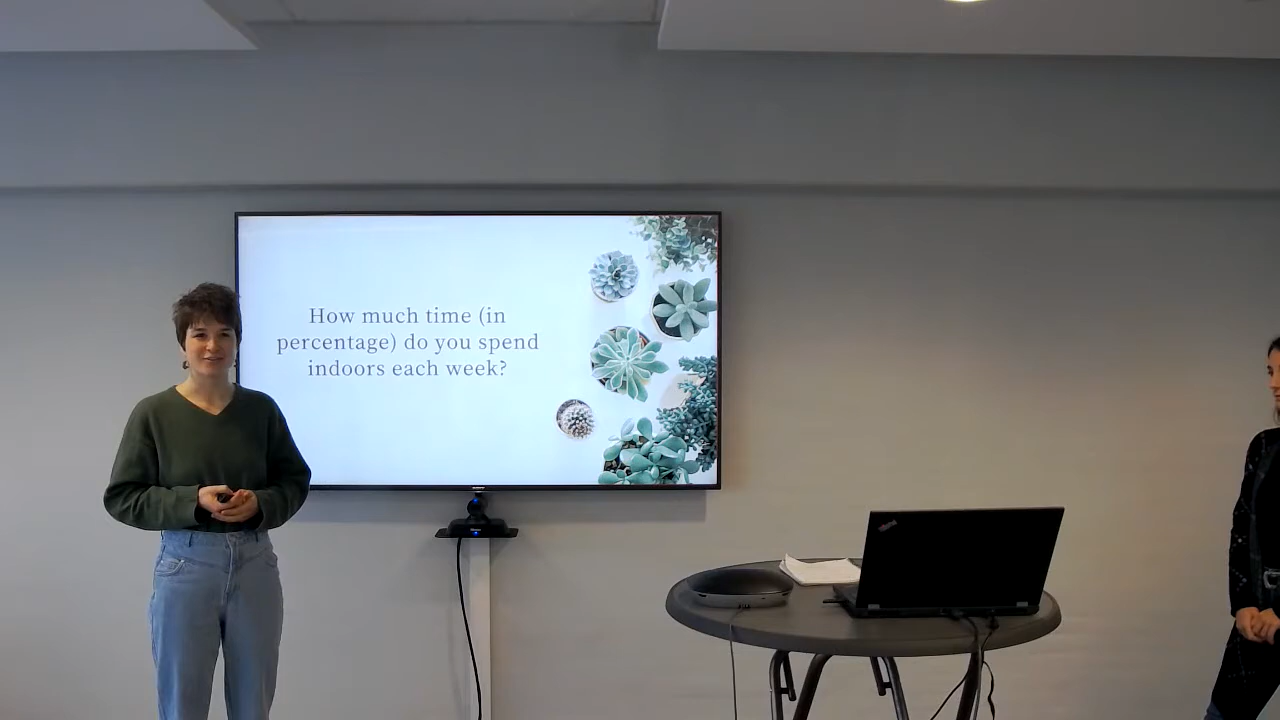 How much time (in
percentage) do you spend
indoors each week?